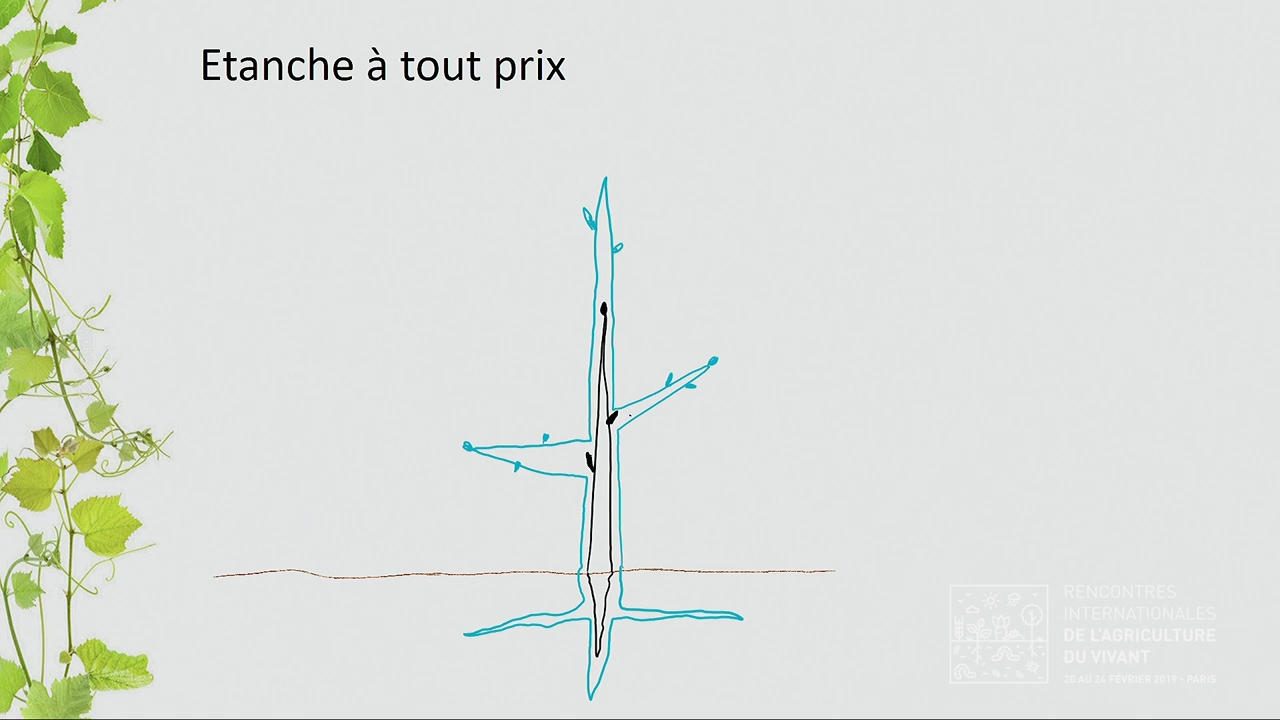 Etanche à tout prix
RENCONTRES
INTERNATIONALES
DE L'AGRICULTURE
DU VIVANT
20 AU 24 FÉVRIER 2019 - PARIS